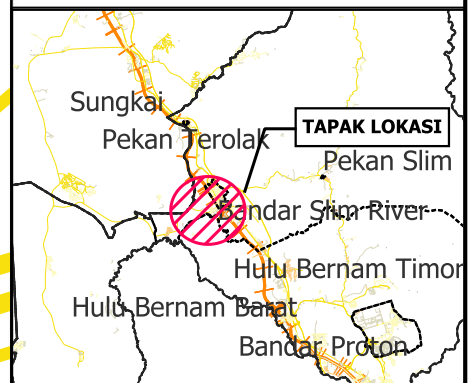 Sungkai
Pekan Terolak
TAPAK LOKASI
Pekan Slim
Bandar Slim River
Hulu Bernam Timor
Hulu Bernam Barat
Bandar Proton